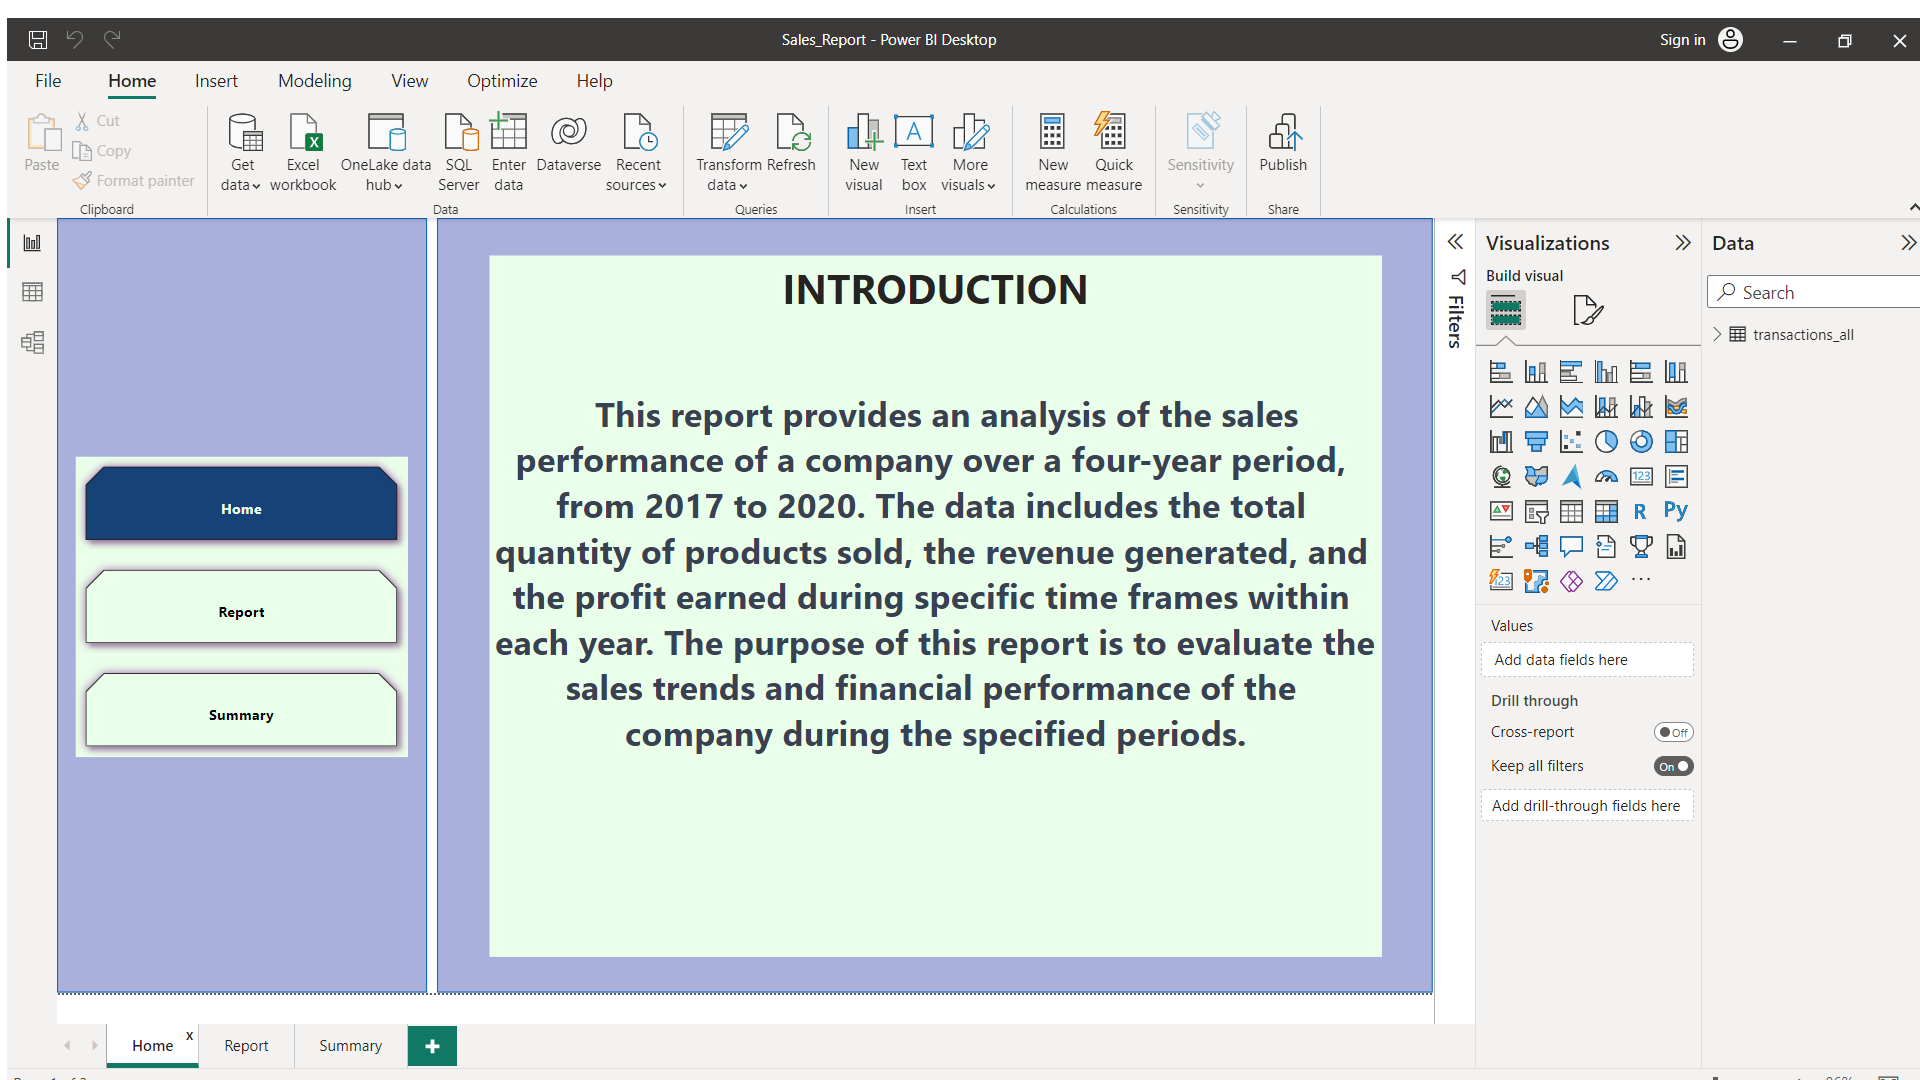 Sales_Report - Power BI Desktop
Sign in
File Home Insert Modeling View Optimize Help
Paste
Cut
Copy
Format painter
Clipboard
Get data
Excel workbook
OneLake data hub
SQL Server
Enter data
Dataverse
Recent sources
Data
Transform data
Refresh
Queries
New visual
Text box
More visuals
Insert
New measure
Quick measure
Calculations
Sensitivity
Sensitivity
Publish
Share
Home
Report
Summary
INTRODUCTION
This report provides an analysis of the sales
performance of a company over a four-year period,
from 2017 to 2020. The data includes the total
quantity of products sold, the revenue generated, and
the profit earned during specific time frames within
each year. The purpose of this report is to evaluate the
sales trends and financial performance of the
company during the specified periods.
Filters
Visualizations
Build visual
123
R
Py
123
Values
Add data fields here
Drill through
Cross-report
Off
Keep all filters
On
Add drill-through fields here
Data
Search
transactions_all
Home x
Report
Summary